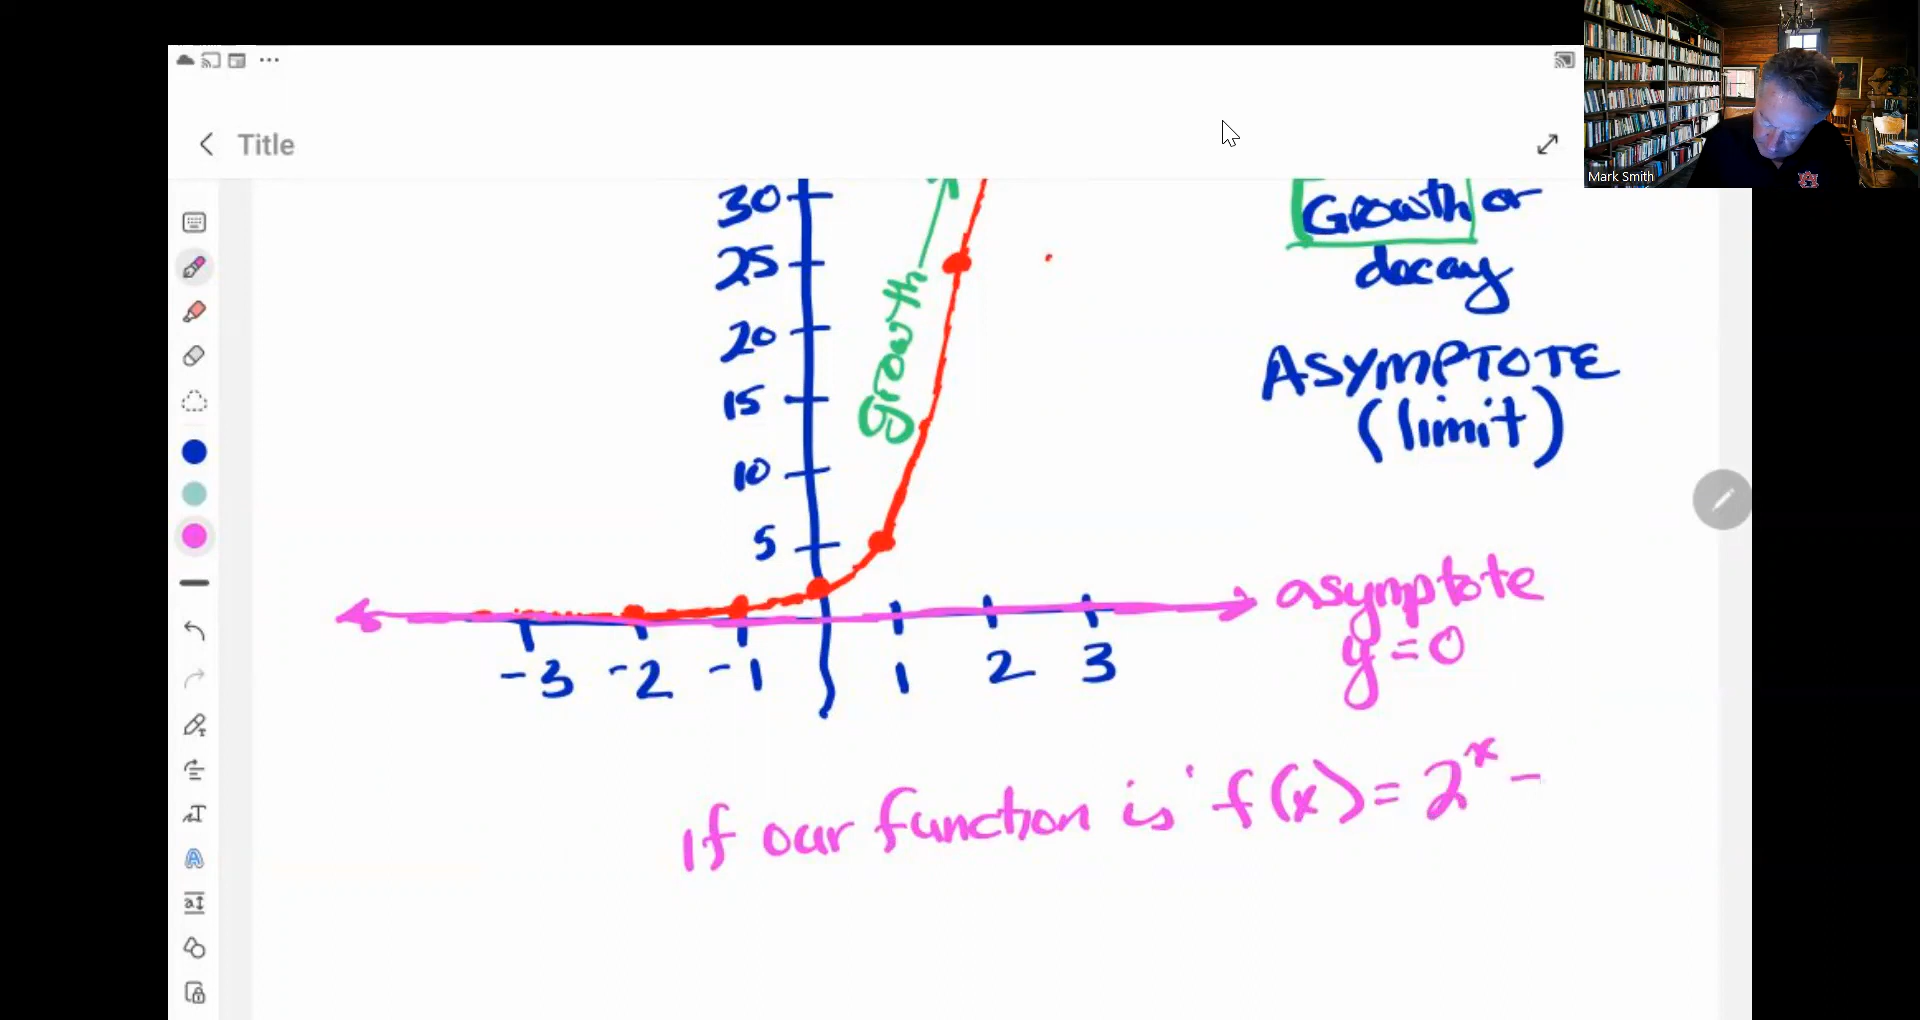 Mark Smith
Title
30
25
20
15
10
5
growth
Growth or
decay
ASYMPTOTE
(limit)
asymptote
y = 0
-3 -2 -1 1 2 3
if our function is f(x) = 2ˣ -